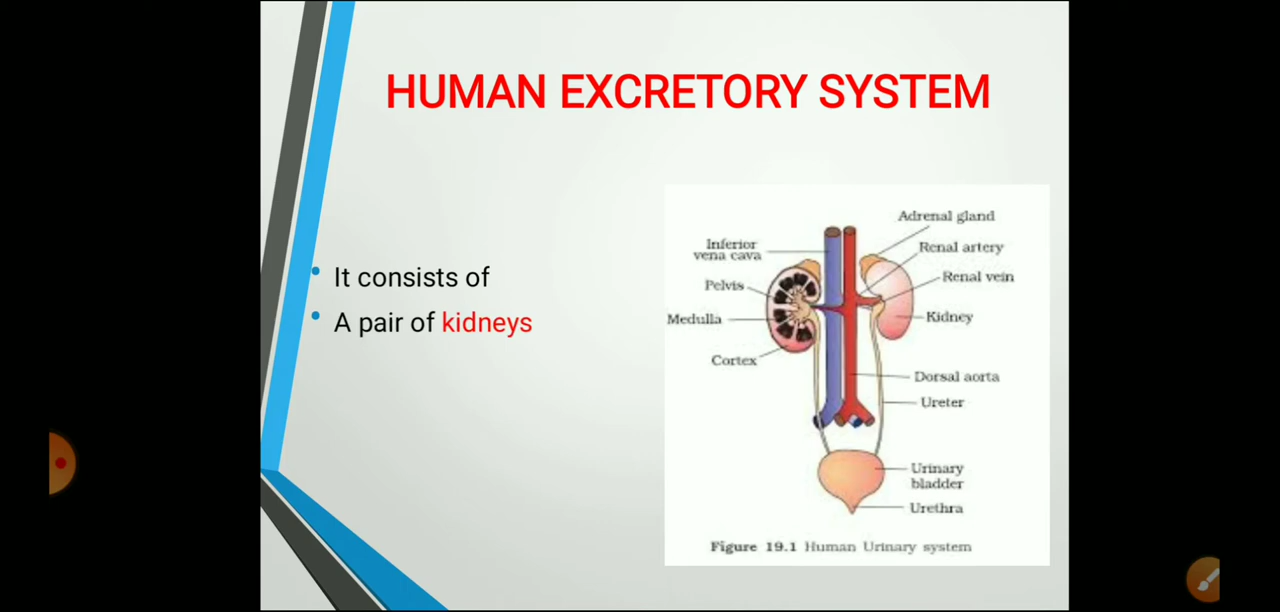 HUMAN EXCRETORY SYSTEM
It consists of
A pair of kidneys
Adrenal gland
Inferior
vena cava
Renal artery
Renal vein
Pelvis
Medulla
Kidney
Cortex
Dorsal aorta
Ureter
Urinary
bladder
Urethra
Figure 19.1 Human Urinary system